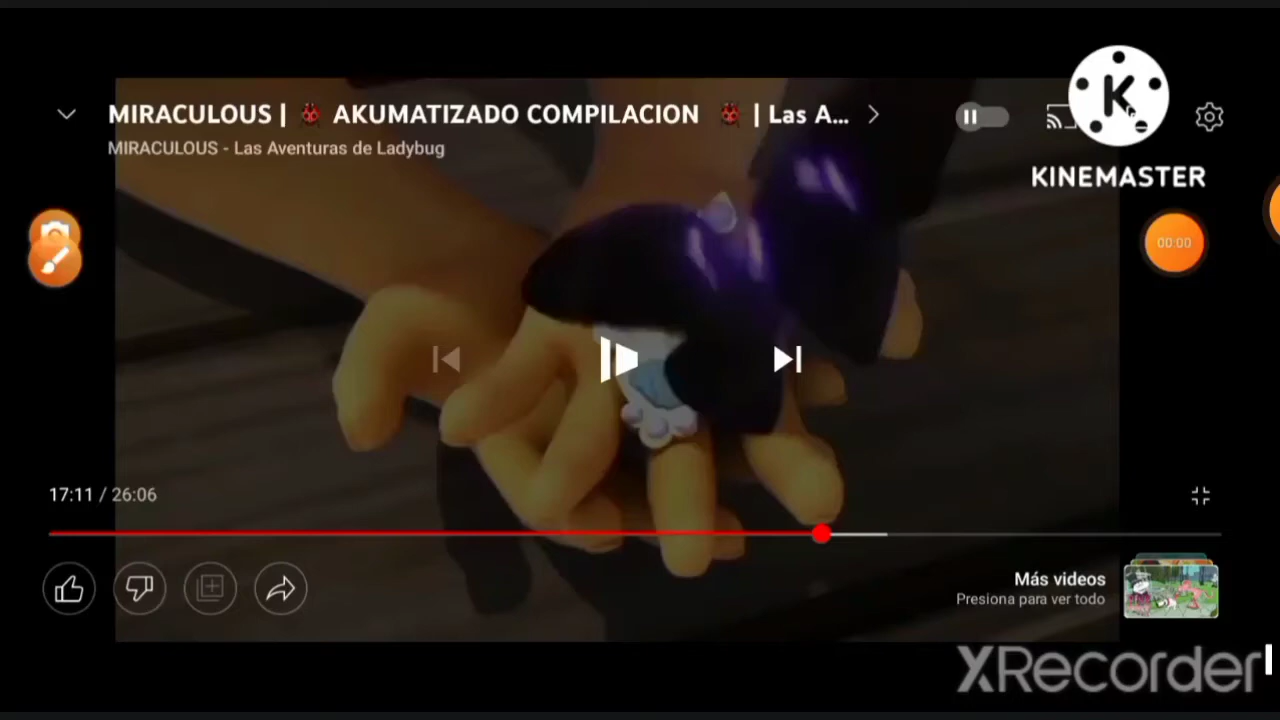 MIRACULOUS | 🐞 AKUMATIZADO COMPILACION 🐞 | Las A...
MIRACULOUS - Las Aventuras de Ladybug
K
KINEMASTER
00:00
17:11 / 26:06
Más videos
Presiona para ver todo
XRecorder